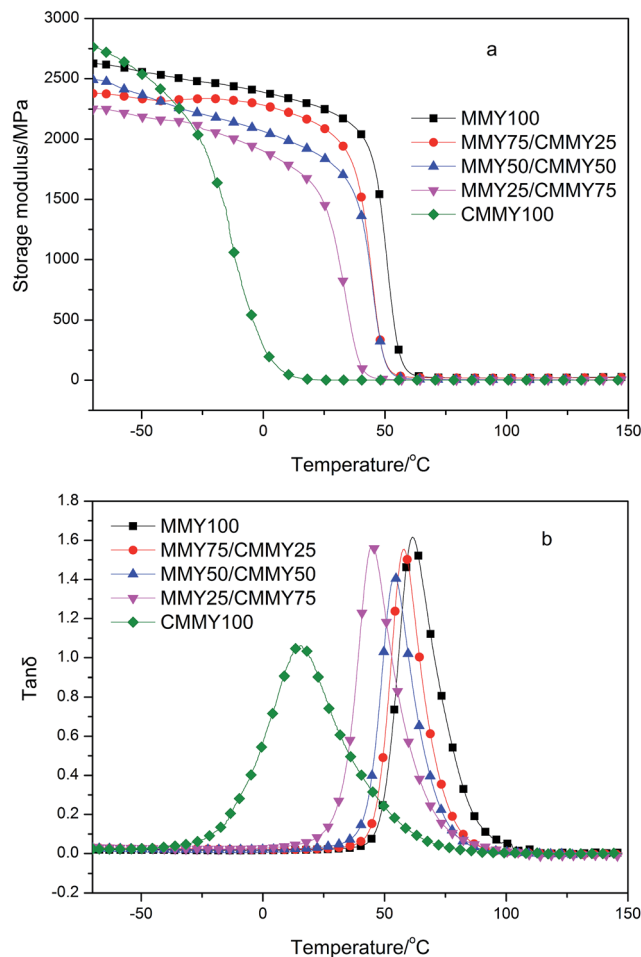 a
3000
2500
2000
1500
1000
500
0
Storage modulus/MPa
MMY100
MMY75/CMMY25
MMY50/CMMY50
MMY25/CMMY75
CMMY100
-50 0 50 100 150
Temperature/°C
b
1.8
1.6
1.4
1.2
1.0
0.8
0.6
0.4
0.2
0.0
-0.2
Tanδ
MMY100
MMY75/CMMY25
MMY50/CMMY50
MMY25/CMMY75
CMMY100
-50 0 50 100 150
Temperature/°C